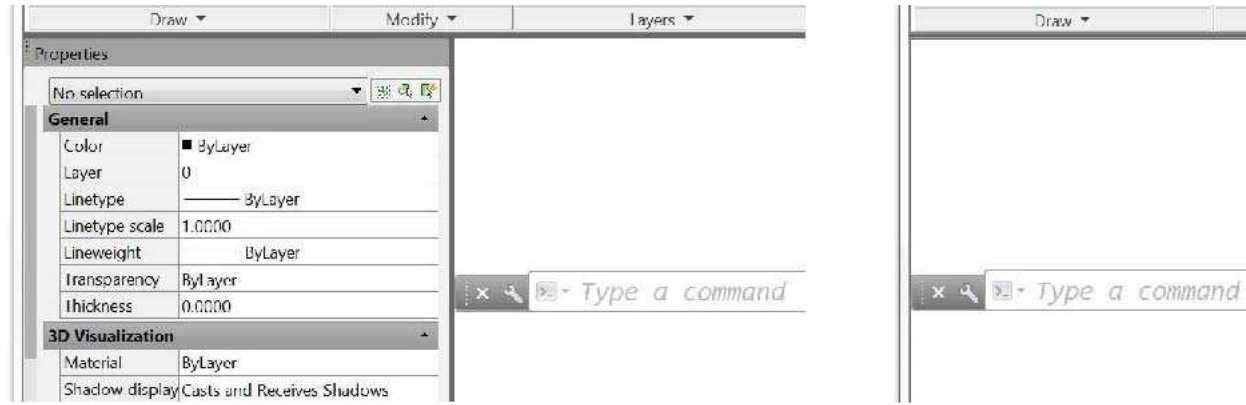 Draw Modify Layers
Properties
No selection
General
Color ByLayer
Layer 0
Linetype ByLayer
Linetype scale 1.0000
Lineweight ByLayer
Transparency ByLayer
Thickness 0.0000
3D Visualization
Material ByLayer
Shadow display Casts and Receives Shadows
Type a command
Draw
Type a command